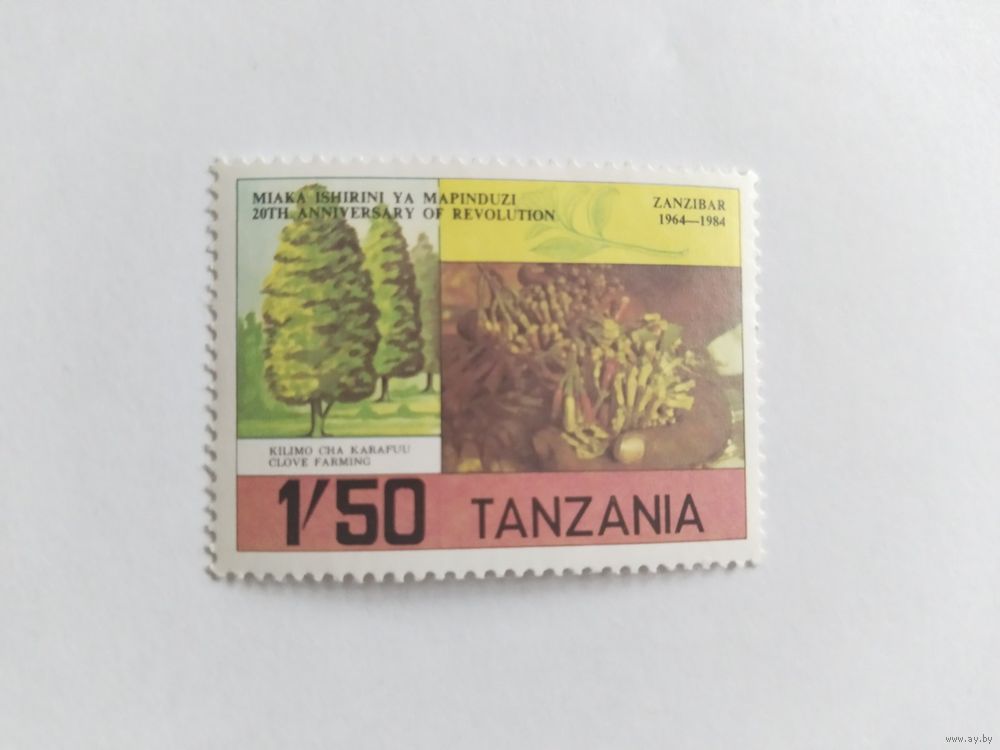 MIAKA ISHIRINI YA MAPINDUZI
20TH ANNIVERSARY OF REVOLUTION
ZANZIBAR
1964—1984
KILIMO CHA KARAFUU
CLOVE FARMING
1/50 TANZANIA
www.ay.by